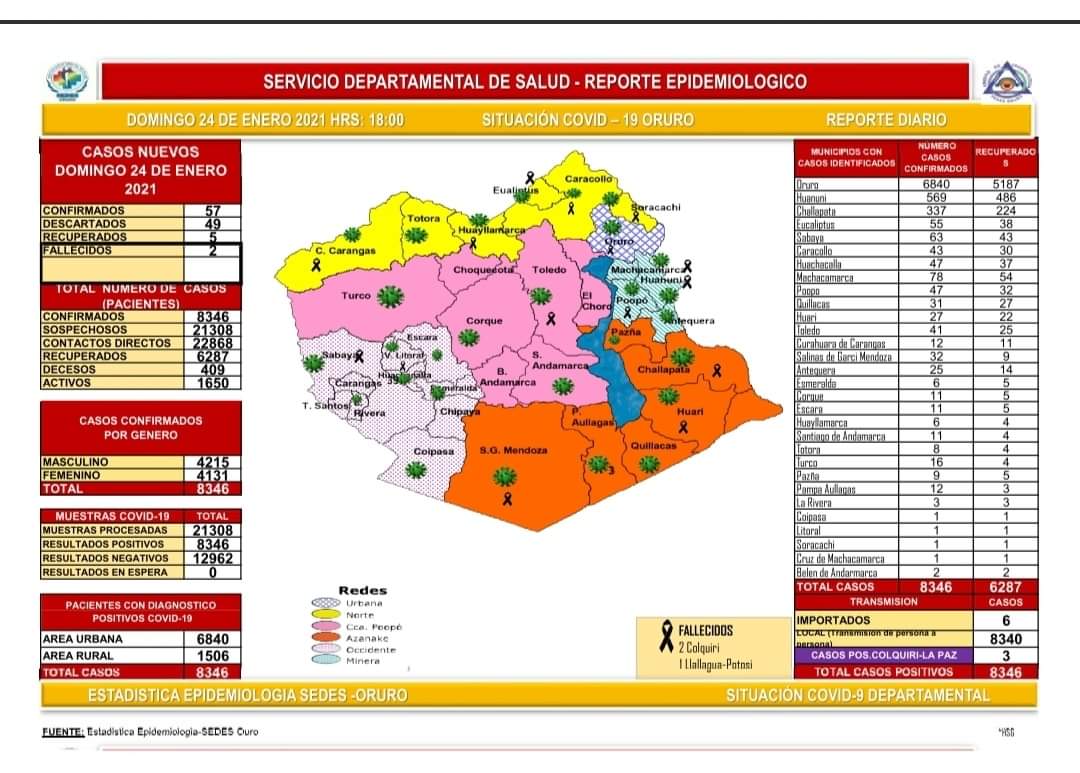 SERVICIO DEPARTAMENTAL DE SALUD - REPORTE EPIDEMIOLOGICO
DOMINGO 24 DE ENERO 2021 HRS: 18:00 SITUACIÓN COVID – 19 ORURO REPORTE DIARIO
CASOS NUEVOS
DOMINGO 24 DE ENERO
2021
CONFIRMADOS 57
DESCARTADOS 49
RECUPERADOS 5
FALLECIDOS 2
TOTAL NUMERO DE CASOS
(PACIENTES)
CONFIRMADOS 8346
SOSPECHOSOS 21308
CONTACTOS DIRECTOS 22868
RECUPERADOS 6287
DECESOS 409
ACTIVOS 1650
CASOS CONFIRMADOS
POR GENERO
MASCULINO 4215
FEMENINO 4131
TOTAL 8346
MUESTRAS COVID-19 TOTAL
MUESTRAS PROCESADAS 21308
RESULTADOS POSITIVOS 8346
RESULTADOS NEGATIVOS 12962
RESULTADOS EN ESPERA 0
PACIENTES CON DIAGNOSTICO
POSITIVOS COVID-19
AREA URBANA 6840
AREA RURAL 1506
TOTAL CASOS 8346
Caracollo
Eucaliptus
Soracachi
Totora
Huayllamarca
Oruro
C. Carangas
Choquecota
Toledo
Machacamarca
Huanuni
Turco
El
Choro
Poopó
Antequera
Corque
Pazña
Escara
Sabaya
V. Litoral
S.
Andamarca
Challapata
Huachacalla
39
Carangas
Esmeralda
B.
Andamarca
T. Santos
Rivera
Chipaya
P.
Aullagas
Huari
Coipasa
S.G. Mendoza
Quillacas
3
Redes
Urbana
Norte
Cca. Poopó
Azanake
Occidente
Minera
FALLECIDOS
2 Colquiri
1 Llallagua-Potosi
MUNICIPIOS CON
CASOS IDENTIFICADOS
NÚMERO
CASOS
CONFIRMADOS
RECUPERADO
S
Oruro 6840 5187
Huanuni 569 486
Challapata 337 224
Eucaliptus 55 38
Sabaya 63 43
Caracollo 43 30
Huachacalla 47 37
Machacamarca 78 54
Poopo 47 32
Quillacas 31 27
Huari 27 22
Toledo 41 25
Curahuara de Carangas 12 11
Salinas de Garci Mendoza 32 9
Antequera 25 14
Esmeralda 6 5
Corque 11 5
Escara 11 5
Huayllamarca 6 4
Santiago de Andamarca 11 4
Totora 8 4
Turco 16 4
Pazña 9 5
Pampa Aullagas 12 3
La Rivera 3 3
Coipasa 1 1
Litoral 1 1
Soracachi 1 1
Cruz de Machacamarca 1 1
Belen de Andarmarca 2 2
TOTAL CASOS 8346 6287
TRANSMISION CASOS
IMPORTADOS 6
LOCAL (Transmisión de persona a
persona) 8340
CASOS POS.COLQUIRI-LA PAZ 3
TOTAL CASOS POSITIVOS 8346
ESTADISTICA EPIDEMIOLOGIA SEDES -ORURO SITUACIÓN COVID-9 DEPARTAMENTAL
FUENTE: Estadistica Epidemiologia-SEDES Ouro